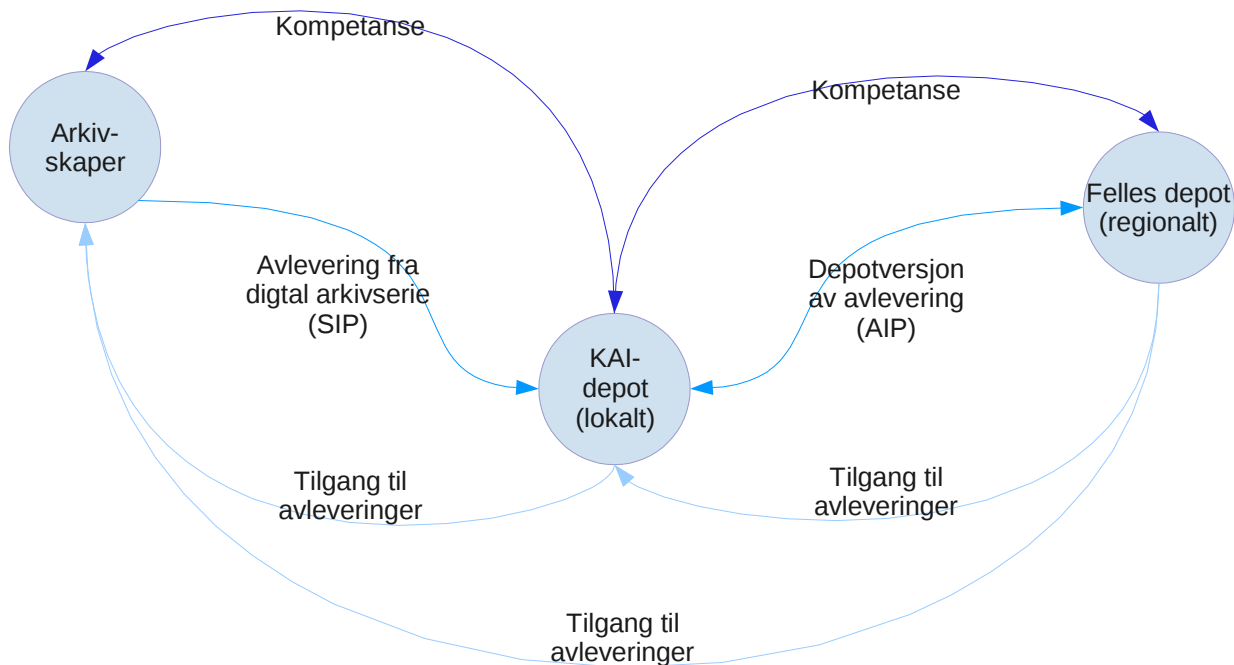 Kompetanse
Kompetanse
Arkiv-
skaper
Felles depot
(regionalt)
Avlevering fra
digtal arkivserie
(SIP)
Depotversjon
av avlevering
(AIP)
KAI-
depot
(lokalt)
Tilgang til
avleveringer
Tilgang til
avleveringer
Tilgang til
avleveringer